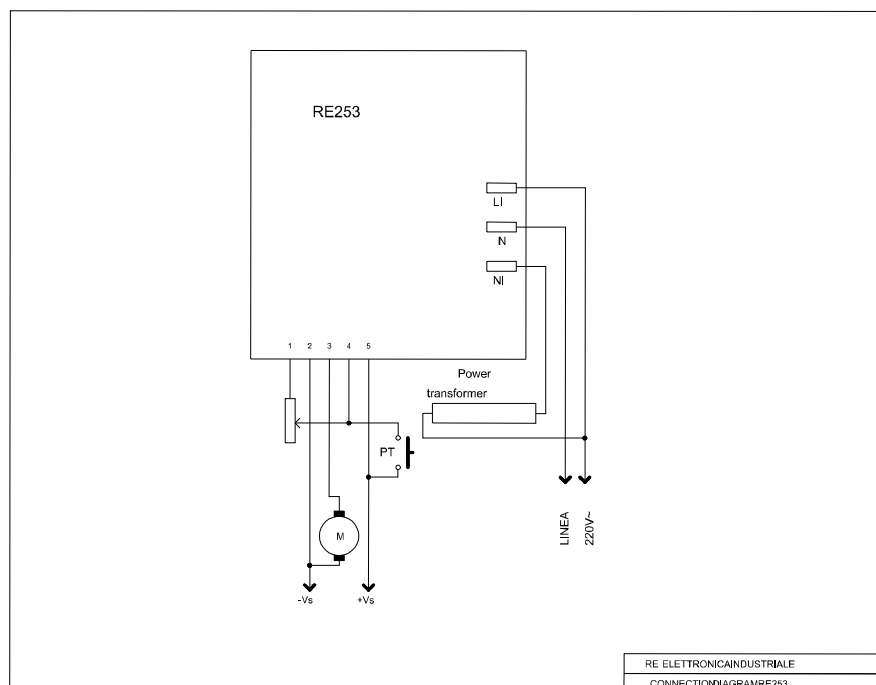 RE253
LI
N
NI
1 2 3 4 5
Power
transformer
PT
M
LINEA
220V~
-Vs
+Vs
RE ELETTRONICAINDUSTRIALE
CONNECTIONDIAGRAMRE253